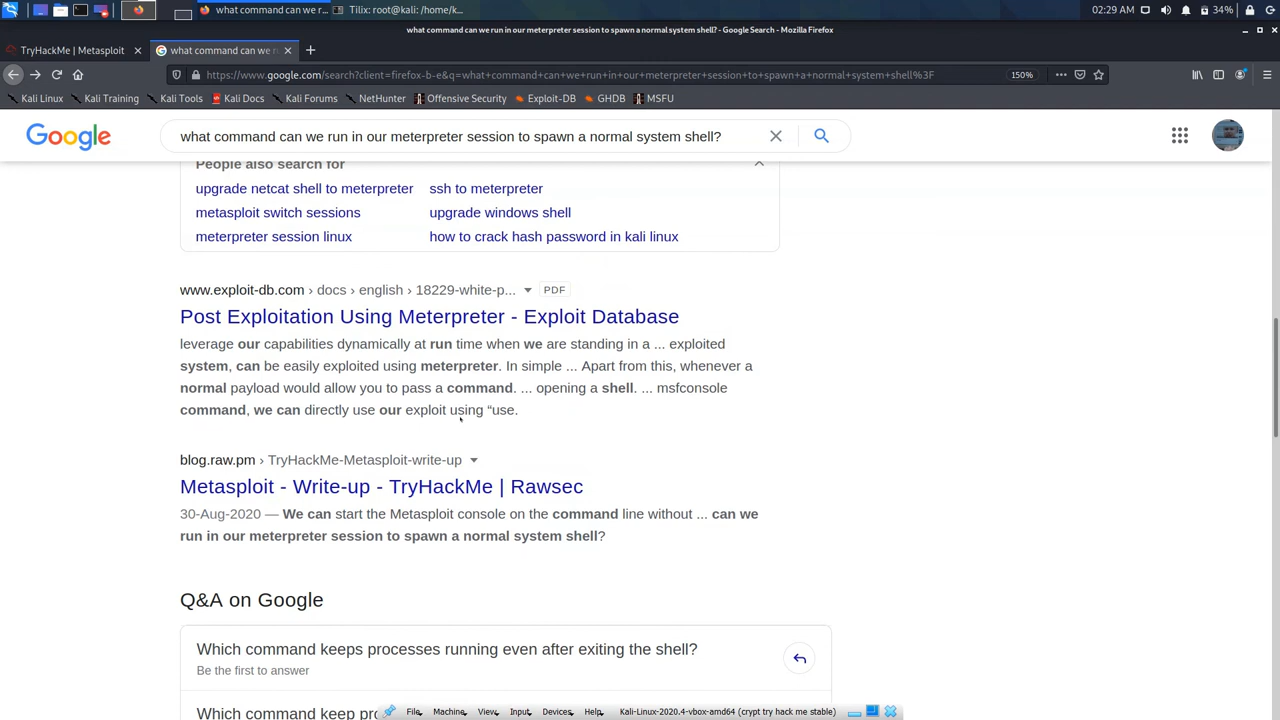 what command can we r...
Tilix: root@kali: /home/k...
02:29 AM
34%
what command can we run in our meterpreter session to spawn a normal system shell? - Google Search - Mozilla Firefox
TryHackMe | Metasploit
what command can we r
https://www.google.com/search?client=firefox-b-e&q=what+command+can+we+run+in+our+meterpreter+session+to+spawn+a+normal+system+shell%3F
150%
Kali Linux
Kali Training
Kali Tools
Kali Docs
Kali Forums
NetHunter
Offensive Security
Exploit-DB
GHDB
MSFU
Google
what command can we run in our meterpreter session to spawn a normal system shell?
People also search for
upgrade netcat shell to meterpreter
ssh to meterpreter
metasploit switch sessions
upgrade windows shell
meterpreter session linux
how to crack hash password in kali linux
www.exploit-db.com › docs › english › 18229-white-p...
PDF
Post Exploitation Using Meterpreter - Exploit Database
leverage our capabilities dynamically at run time when we are standing in a ... exploited
system, can be easily exploited using meterpreter. In simple ... Apart from this, whenever a
normal payload would allow you to pass a command. ... opening a shell. ... msfconsole
command, we can directly use our exploit using “use.
blog.raw.pm › TryHackMe-Metasploit-write-up
Metasploit - Write-up - TryHackMe | Rawsec
30-Aug-2020 — We can start the Metasploit console on the command line without ... can we
run in our meterpreter session to spawn a normal system shell?
Q&A on Google
Which command keeps processes running even after exiting the shell?
Be the first to answer
Which command keep pro
File
Machine
View
Input
Devices
Help
Kali-Linux-2020.4-vbox-amd64 (crypt try hack me stable)